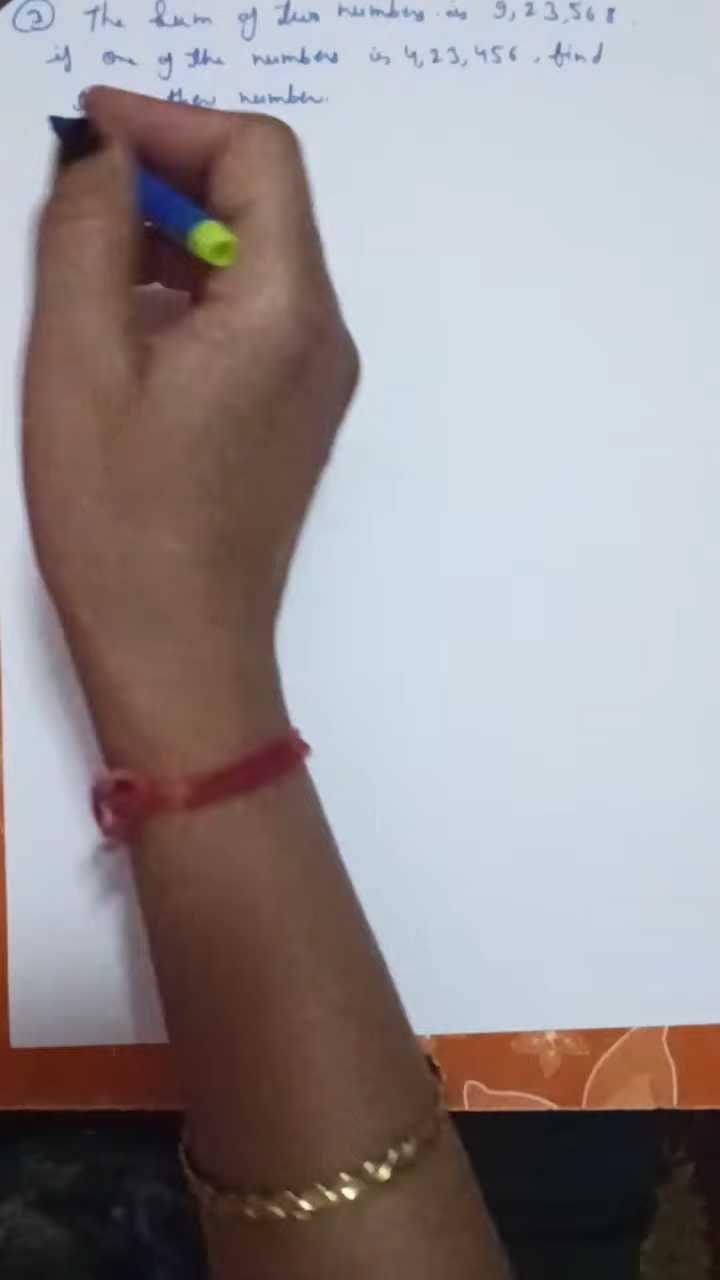 ② The sum of two numbers is 9,23,568.
if one of the numbers is 4,23,456, find
other number.